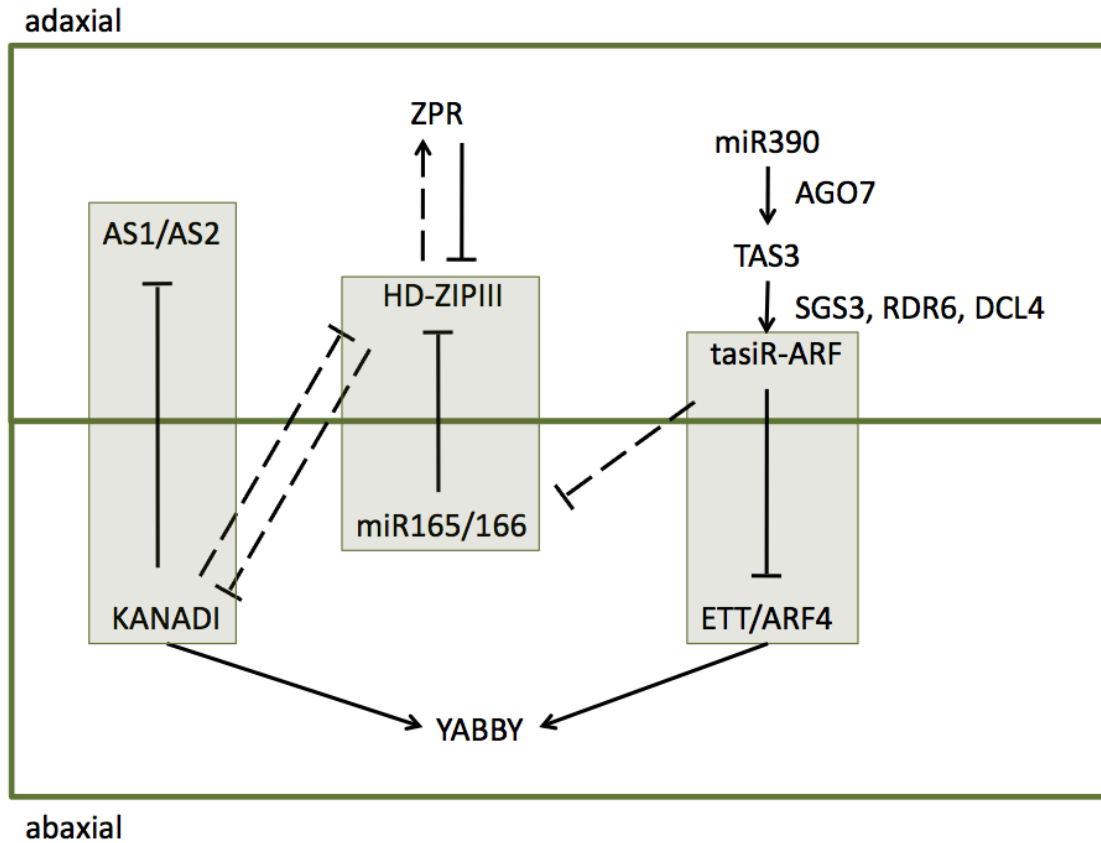 adaxial
ZPR
miR390
AGO7
AS1/AS2
TAS3
HD-ZIPIII
SGS3, RDR6, DCL4
tasiR-ARF
miR165/166
KANADI
ETT/ARF4
YABBY
abaxial